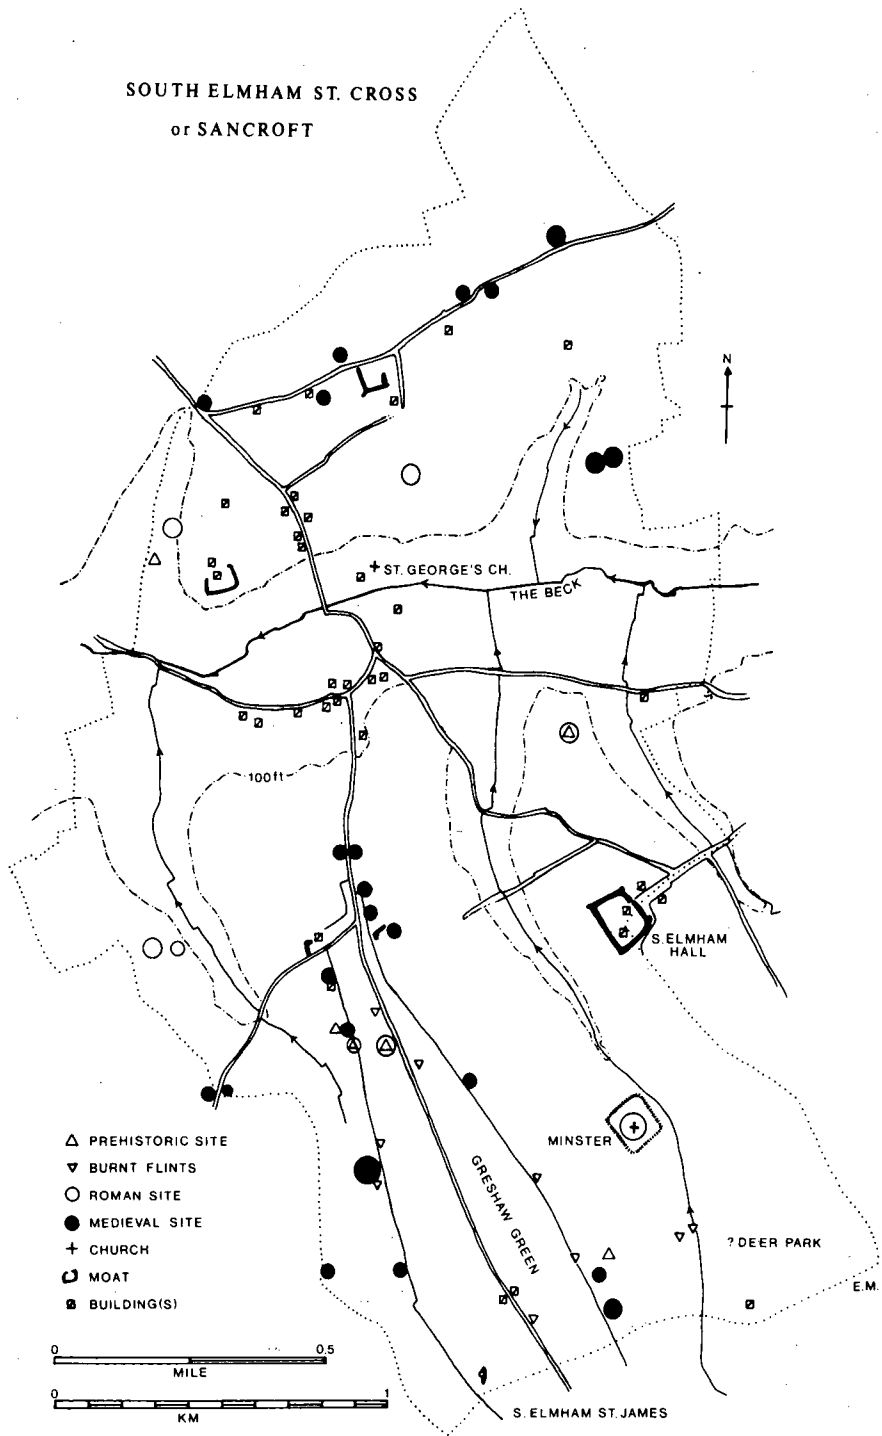 SOUTH ELMHAM ST. CROSS
or SANCROFT
N
ST. GEORGE'S CH.
THE BECK
100ft
S. ELMHAM
HALL
MINSTER
GRESHAW GREEN
? DEER PARK
E.M.
PREHISTORIC SITE
BURNT FLINTS
ROMAN SITE
MEDIEVAL SITE
CHURCH
MOAT
BUILDING(S)
0 0.5
MILE
0 1
KM
S. ELMHAM ST. JAMES